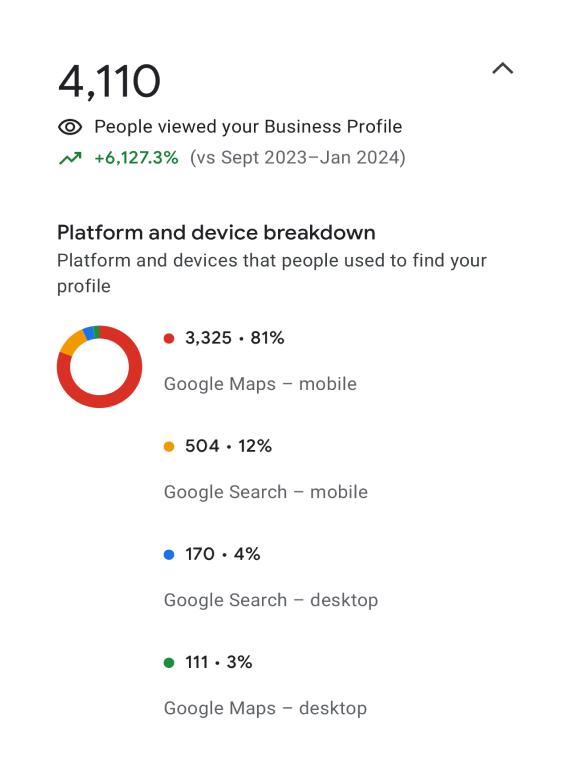 4,110
People viewed your Business Profile
+6,127.3% (vs Sept 2023–Jan 2024)
Platform and device breakdown
Platform and devices that people used to find your
profile
3,325 • 81%
Google Maps – mobile
504 • 12%
Google Search – mobile
170 • 4%
Google Search – desktop
111 • 3%
Google Maps – desktop